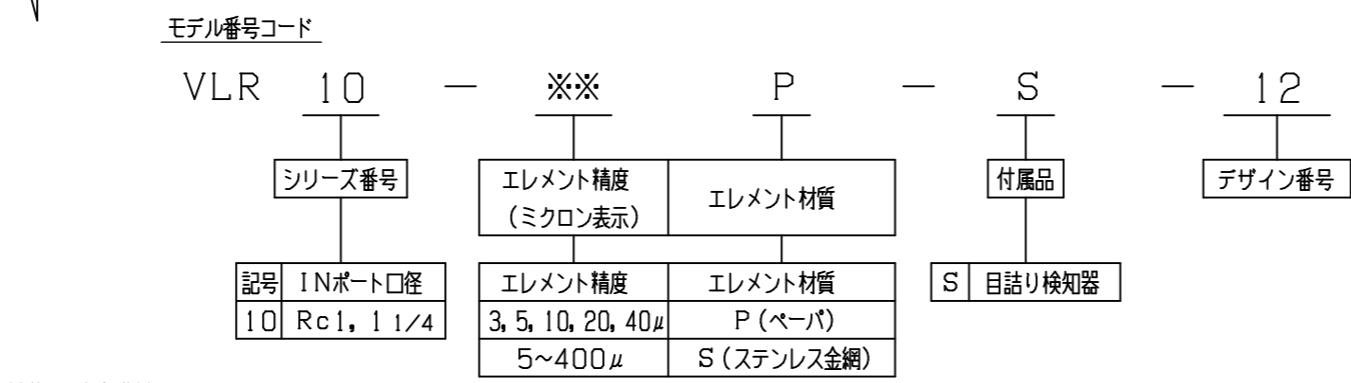 モデル番号コード
VLR 10 － ※※ P － S － 12
シリーズ番号 エレメント精度 (ミクロン表示) エレメント材質 付属品 デザイン番号
記号 INポート口径 エレメント精度 エレメント材質 S 目詰り検知器
10 Rc1, 1 1/4 3, 5, 10, 20, 40μ P (ペーパ)
5~400μ S (ステンレス金網)